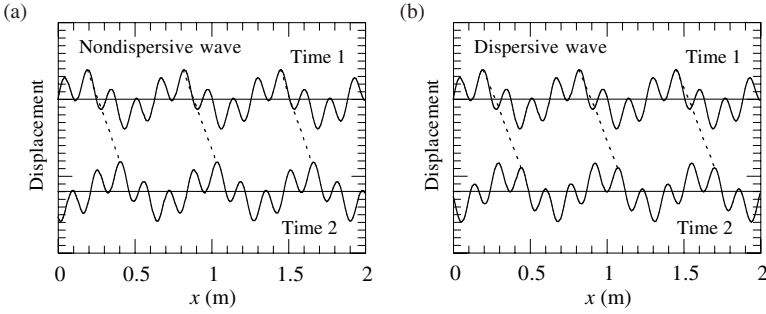 (a)
Nondispersive wave
Time 1
Displacement
Time 2
0 0.5 1 1.5 2
x (m)
(b)
Dispersive wave
Time 1
Displacement
Time 2
0 0.5 1 1.5 2
x (m)